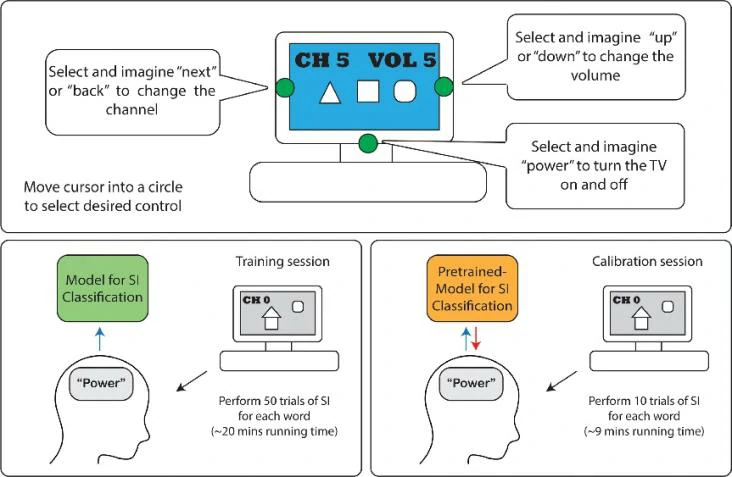 Select and imagine "next"
or "back" to change the
channel
CH 5 VOL 5
Select and imagine "up"
or "down" to change the
volume
Select and imagine
"power" to turn the TV
on and off
Move cursor into a circle
to select desired control
Model for SI
Classification
Training session
CH 0
"Power"
Perform 50 trials of SI
for each word
(~20 mins running time)
Pretrained-
Model for SI
Classification
Calibration session
CH 0
"Power"
Perform 10 trials of SI
for each word
(~9 mins running time)